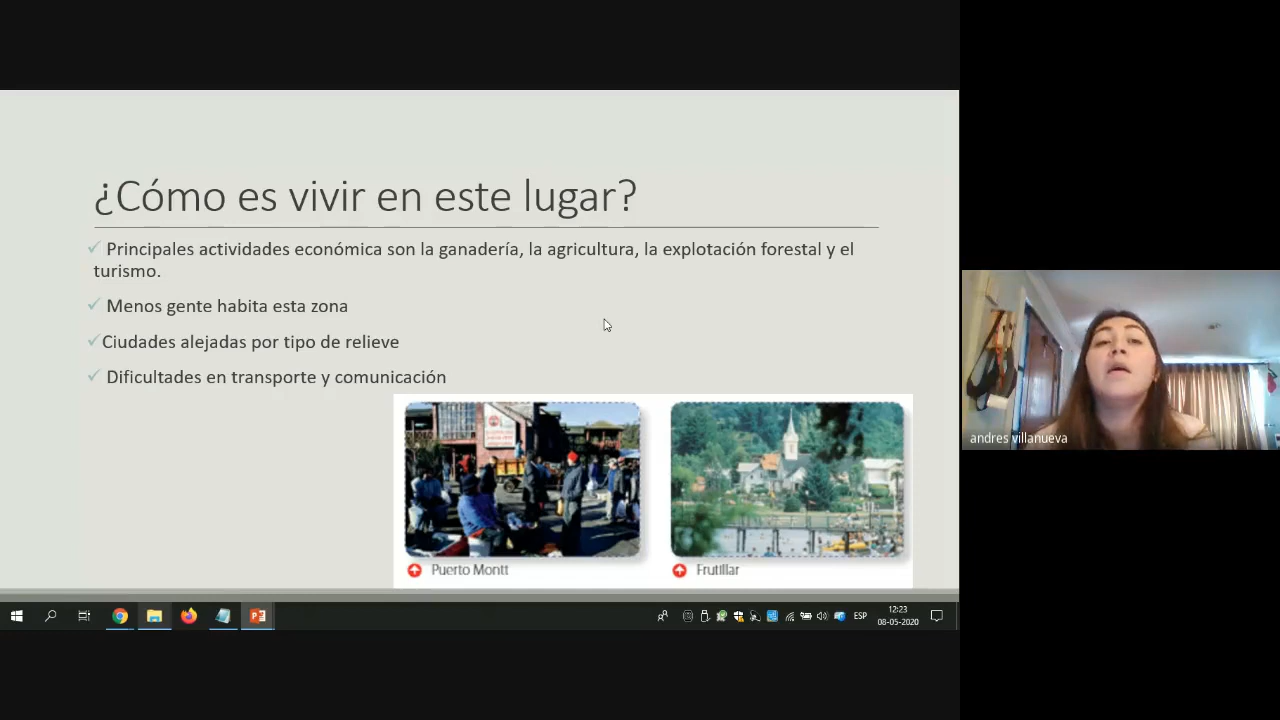 ¿Cómo es vivir en este lugar?
✓ Principales actividades económica son la ganadería, la agricultura, la explotación forestal y el
turismo.
✓ Menos gente habita esta zona
✓Ciudades alejadas por tipo de relieve
✓ Dificultades en transporte y comunicación
Puerto Montt
Frutillar
andres villanueva
ESP
12:23
08-05-2020